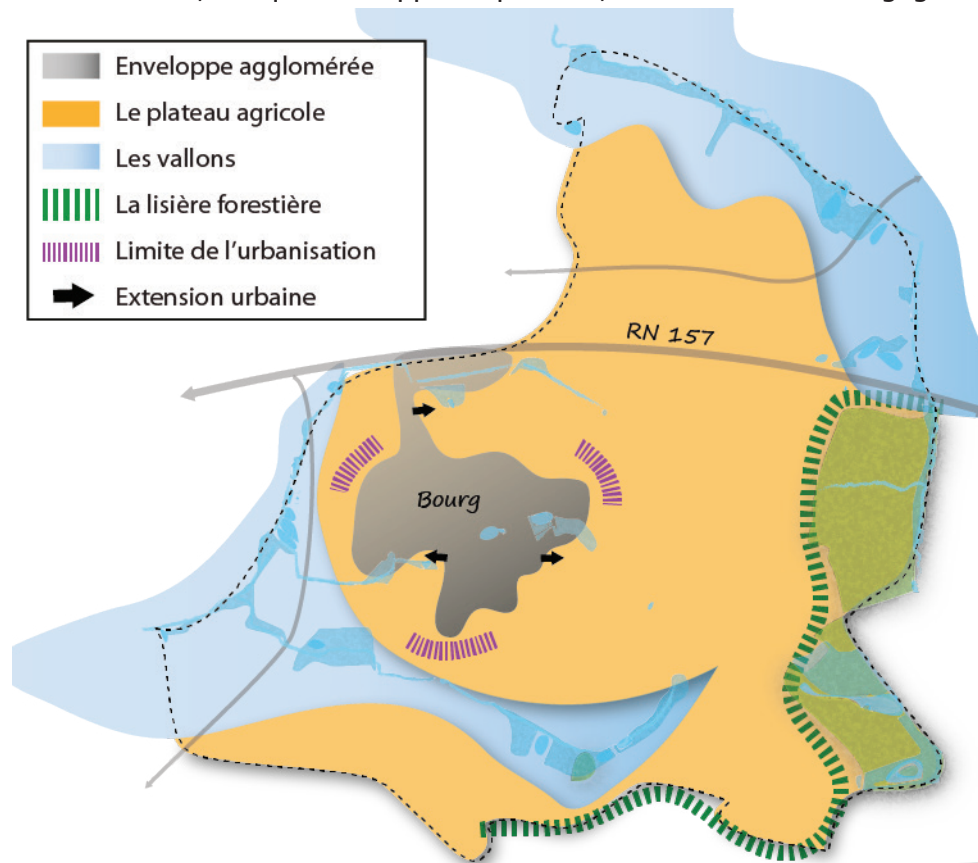 Enveloppe agglomérée
Le plateau agricole
Les vallons
La lisière forestière
Limite de l'urbanisation
Extension urbaine
RN 157
Bourg